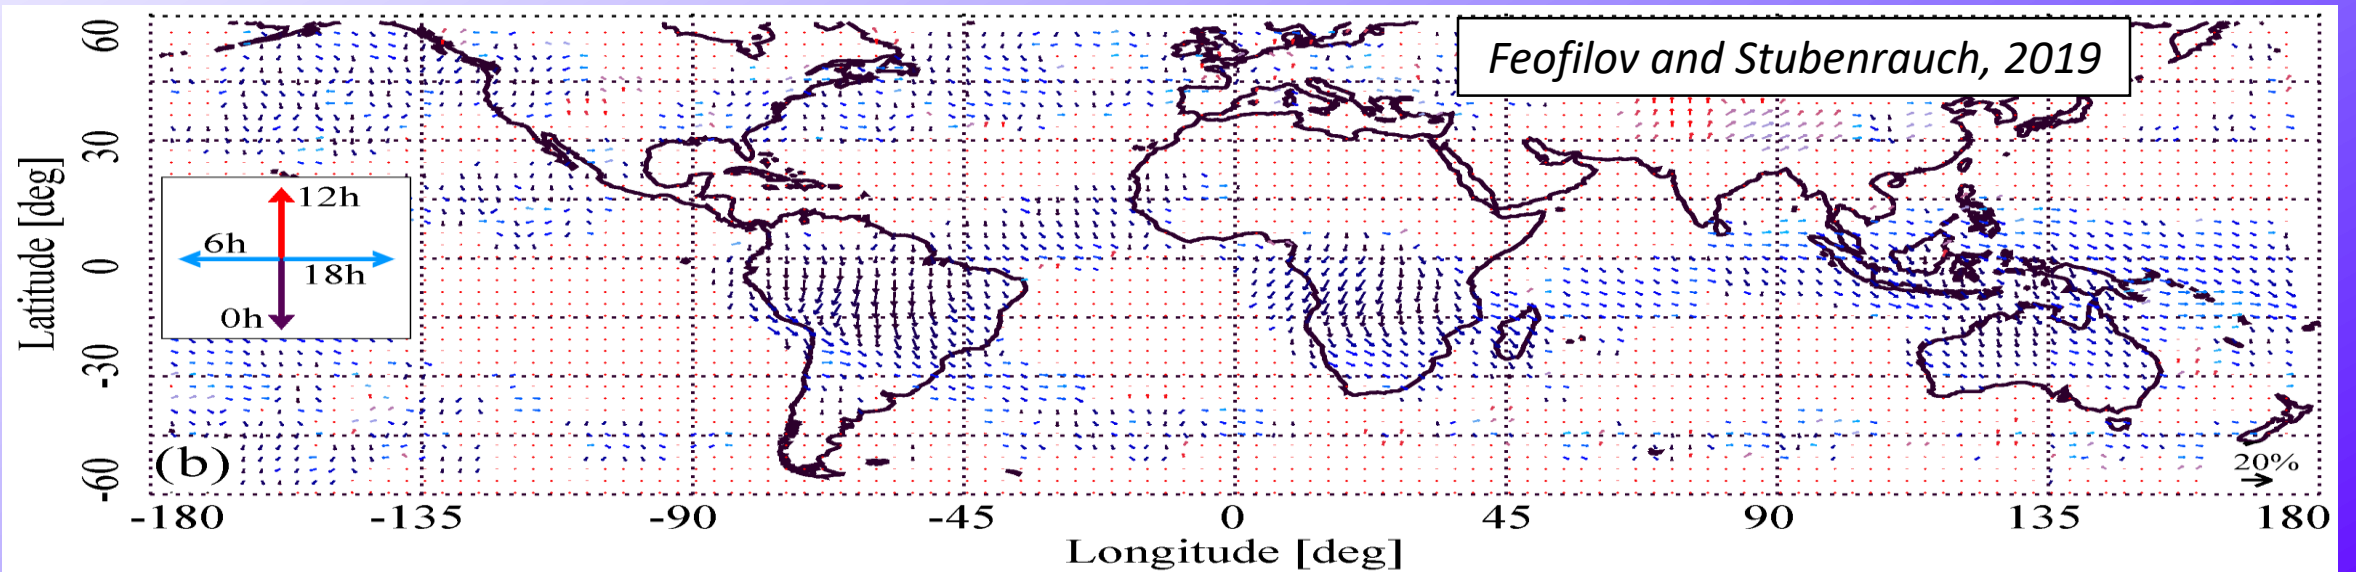 Feofilov and Stubenrauch, 2019
60
30
0
-30
-60
Latitude [deg]
12h
6h
18h
0h
(b)
20%
-180 -135 -90 -45 0 45 90 135 180
Longitude [deg]